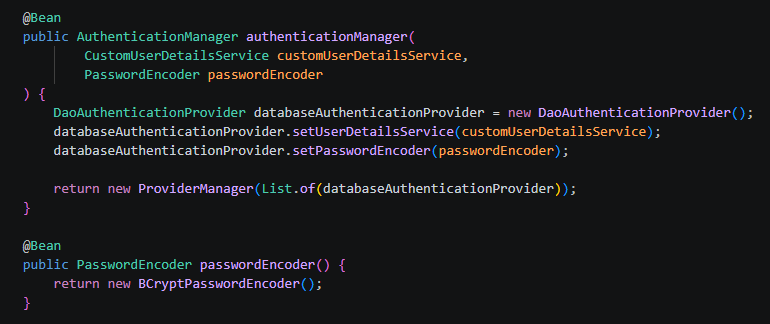 @Bean
public AuthenticationManager authenticationManager(
        CustomUserDetailsService customUserDetailsService,
        PasswordEncoder passwordEncoder
) {
    DaoAuthenticationProvider databaseAuthenticationProvider = new DaoAuthenticationProvider();
    databaseAuthenticationProvider.setUserDetailsService(customUserDetailsService);
    databaseAuthenticationProvider.setPasswordEncoder(passwordEncoder);

    return new ProviderManager(List.of(databaseAuthenticationProvider));
}

@Bean
public PasswordEncoder passwordEncoder() {
    return new BCryptPasswordEncoder();
}